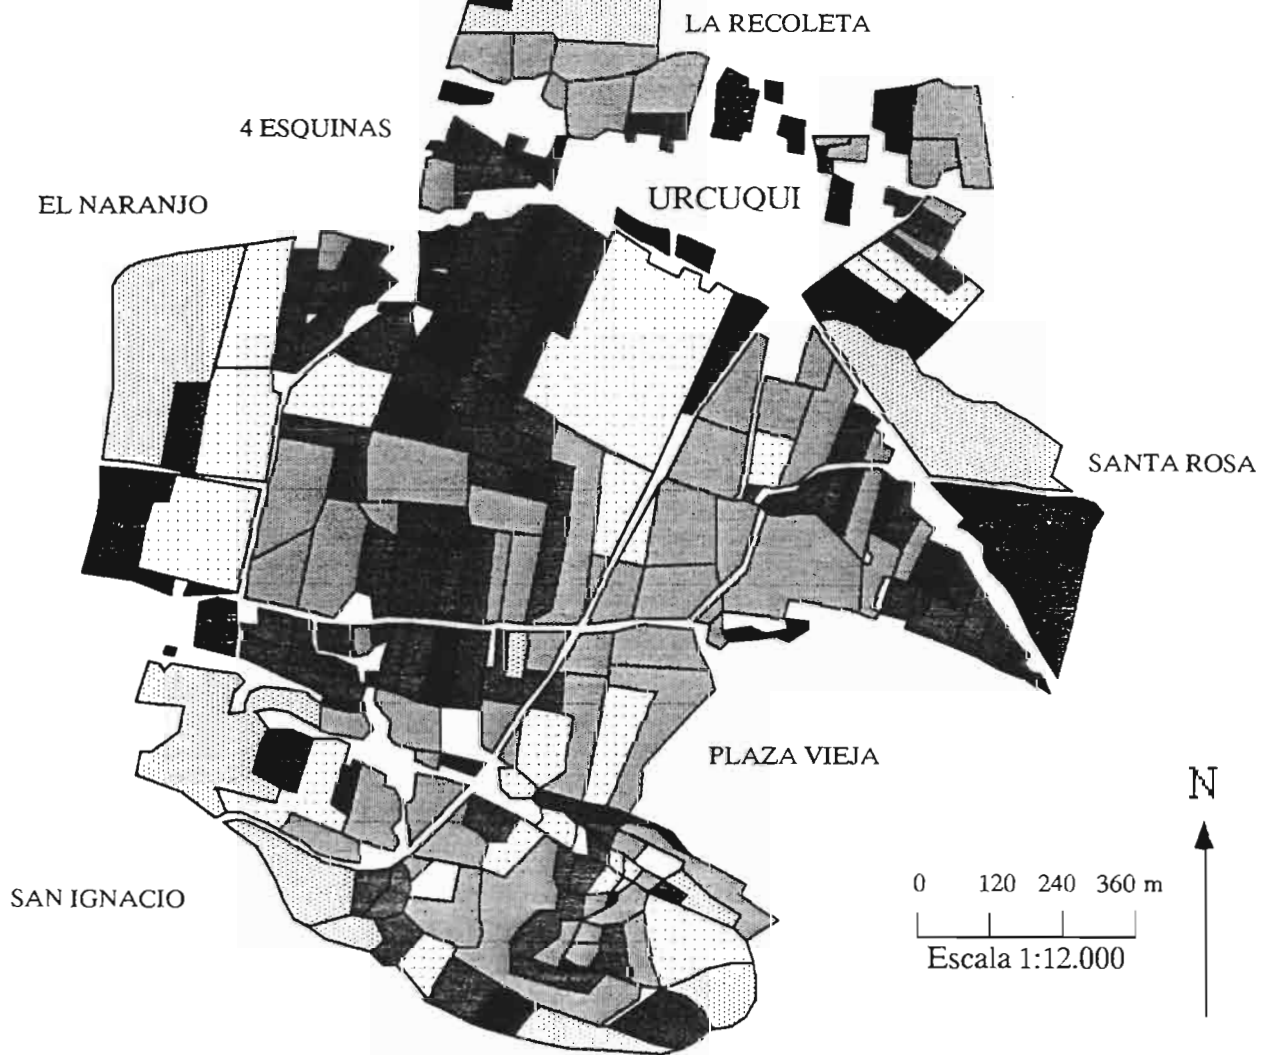 LA RECOLETA
4 ESQUINAS
EL NARANJO
URCUQUI
SANTA ROSA
PLAZA VIEJA
N
SAN IGNACIO
0 120 240 360 m
Escala 1:12.000